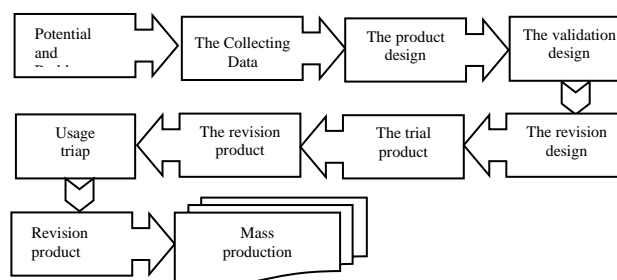 Potential
and
The Collecting
Data
The product
design
The validation
design
The revision
design
The trial
product
The revision
product
Usage
triap
Revision
product
Mass
production